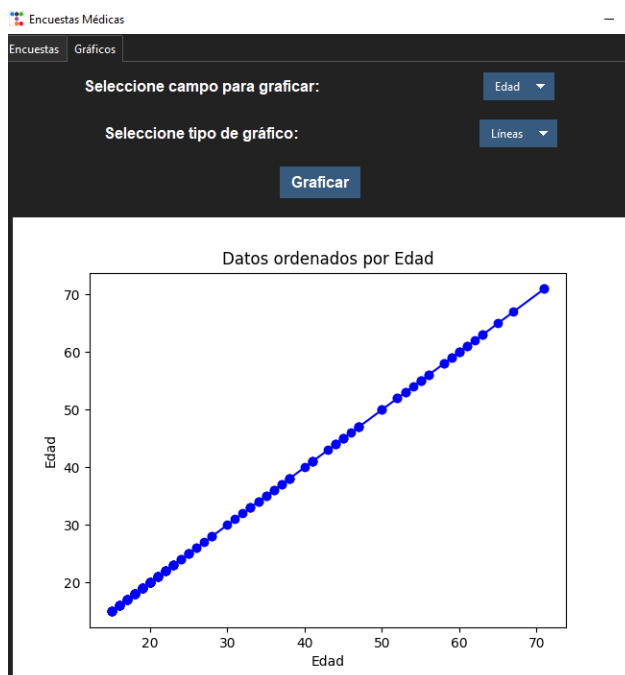 Encuestas Médicas
Encuestas Gráficos
Seleccione campo para graficar: Edad
Seleccione tipo de gráfico: Líneas
Graficar
Datos ordenados por Edad
70
60
50
40
30
20
Edad
20 30 40 50 60 70
Edad